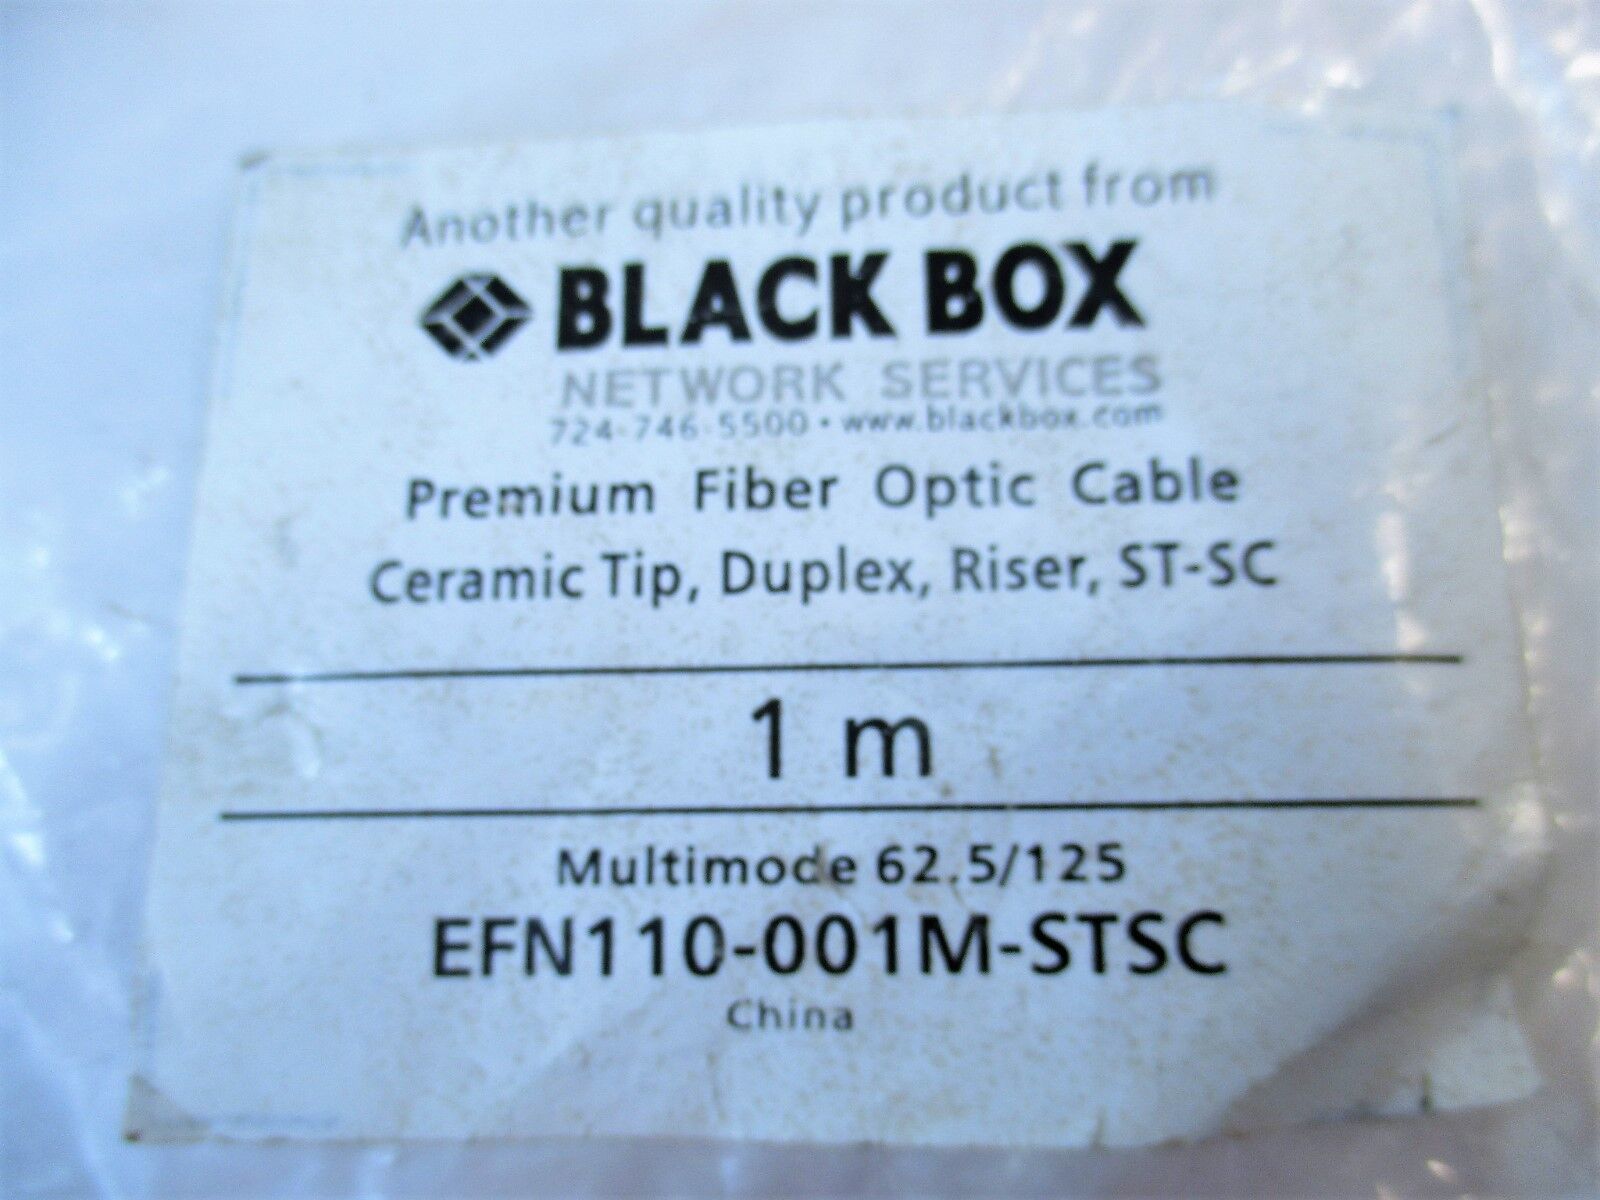 Another quality product from
BLACK BOX
NETWORK SERVICES
724-746-5500 • www.blackbox.com
Premium Fiber Optic Cable
Ceramic Tip, Duplex, Riser, ST-SC
1 m
Multimode 62.5/125
EFN110-001M-STSC
China